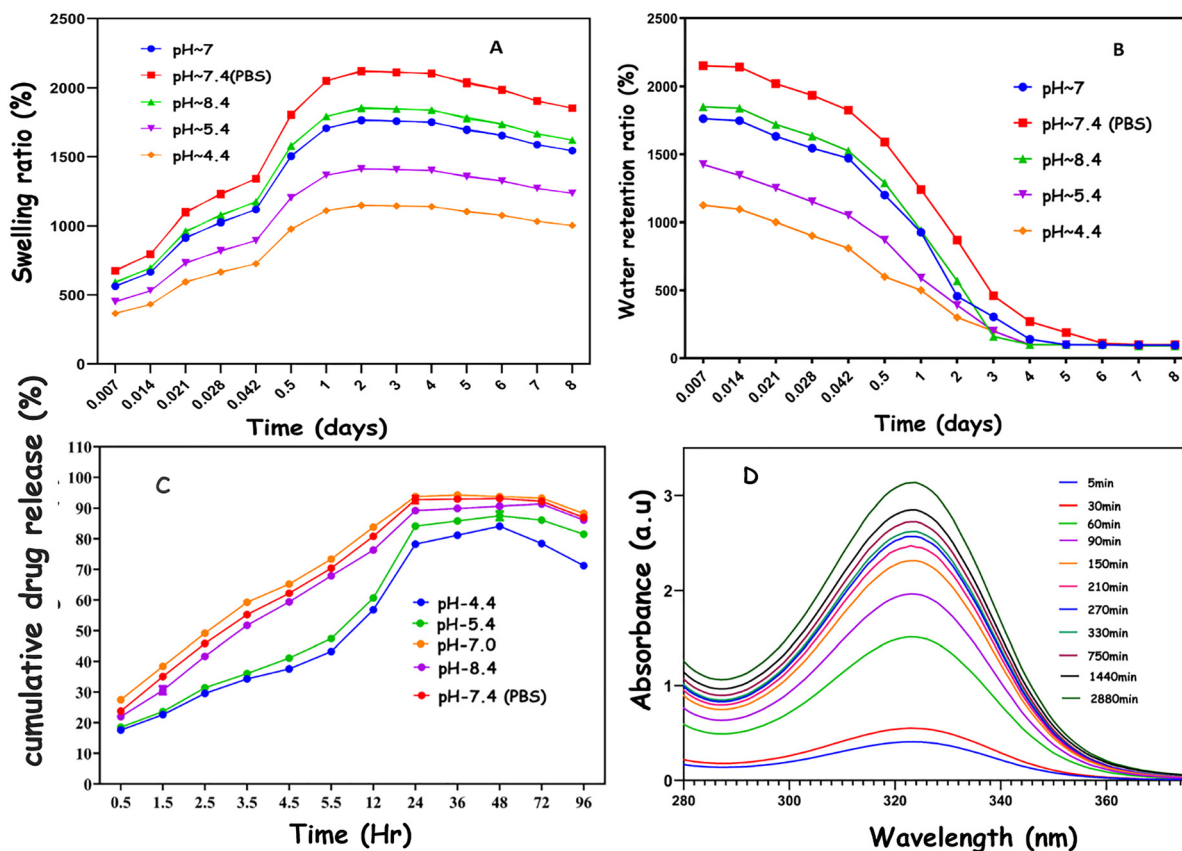 A
2500
2000
1500
1000
500
0
Swelling ratio (%)
pH~7
pH~7.4(PBS)
pH~8.4
pH~5.4
pH~4.4
0.007
0.014
0.021
0.028
0.042
0.5
1
2
3
4
5
6
7
8
Time (days)
B
2500
2000
1500
1000
500
0
Water retention ratio (%)
pH~7
pH~7.4 (PBS)
pH~8.4
pH~5.4
pH~4.4
0.007
0.014
0.021
0.028
0.042
0.5
1
2
3
4
5
6
7
8
Time (days)
C
110
100
90
80
70
60
50
40
30
20
10
0
cumulative drug release (%)
pH-4.4
pH-5.4
pH-7.0
pH-8.4
pH-7.4 (PBS)
0.5
1.5
2.5
3.5
4.5
5.5
12
24
36
48
72
96
Time (Hr)
D
3
2
1
0
Absorbance (a.u)
5min
30min
60min
90min
150min
210min
270min
330min
750min
1440min
2880min
280
300
320
340
360
Wavelength (nm)